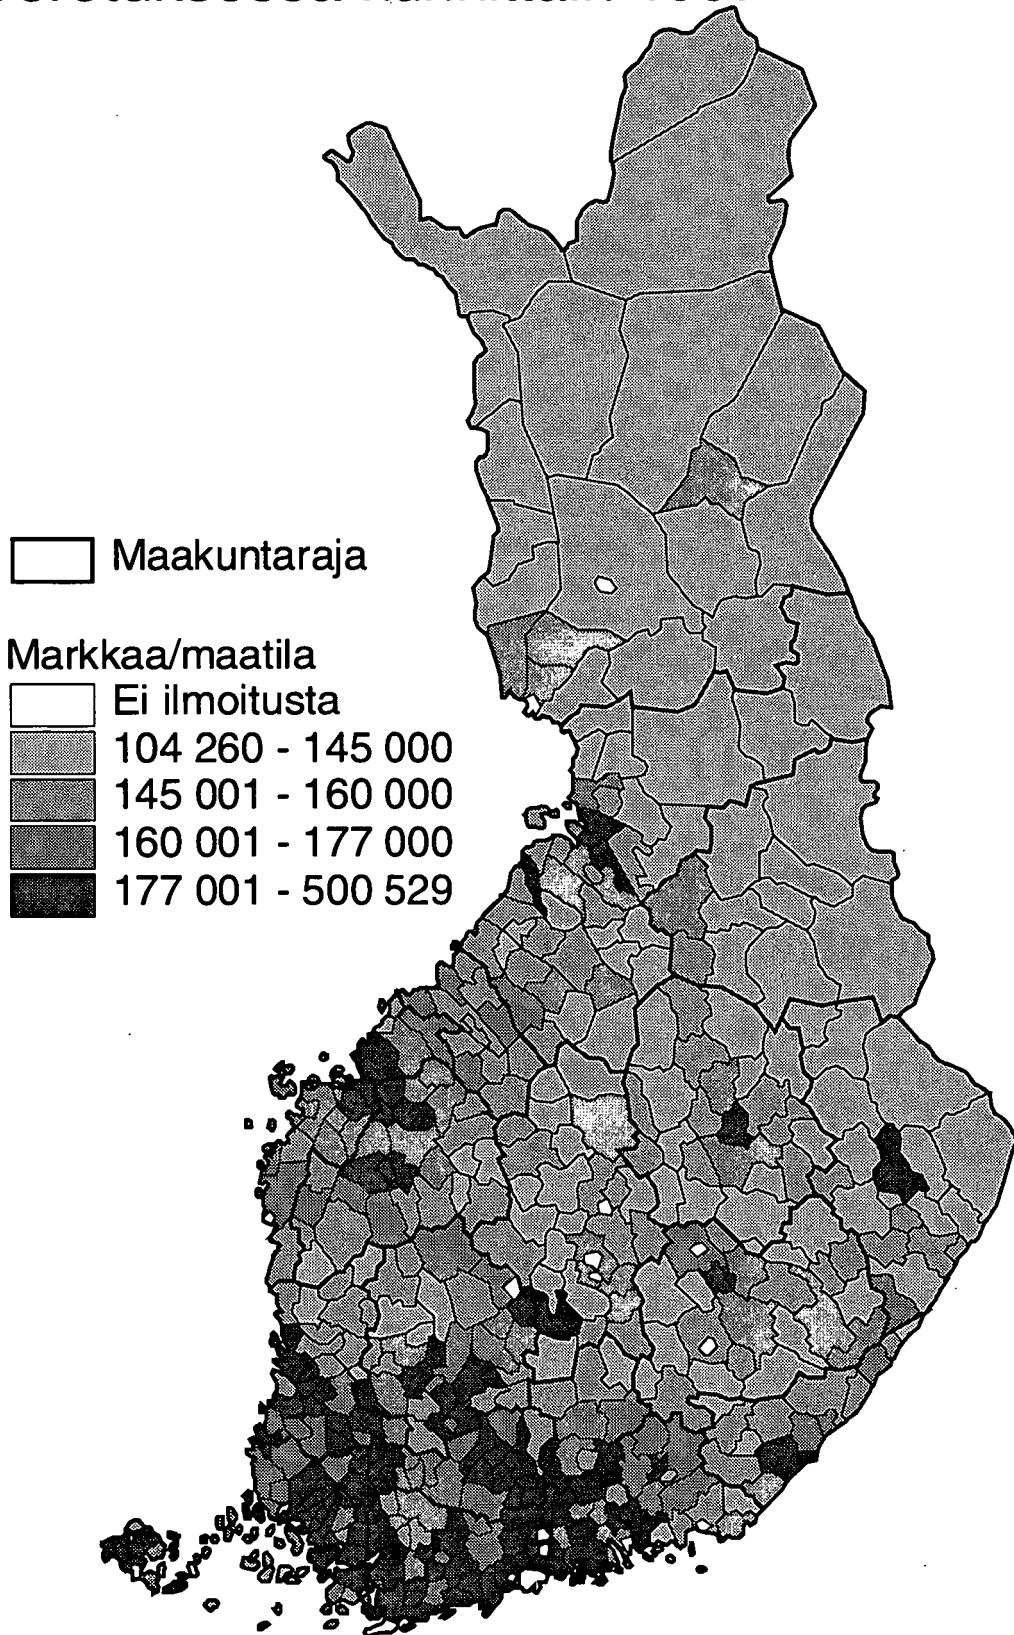 Maakuntaraja
Markkaa/maatila
Ei ilmoitusta
104 260 - 145 000
145 001 - 160 000
160 001 - 177 000
177 001 - 500 529